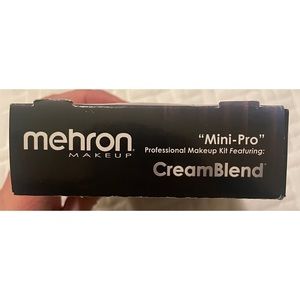 mehron
MAKEUP
“Mini-Pro”
Professional Makeup Kit Featuring:
CreamBlend